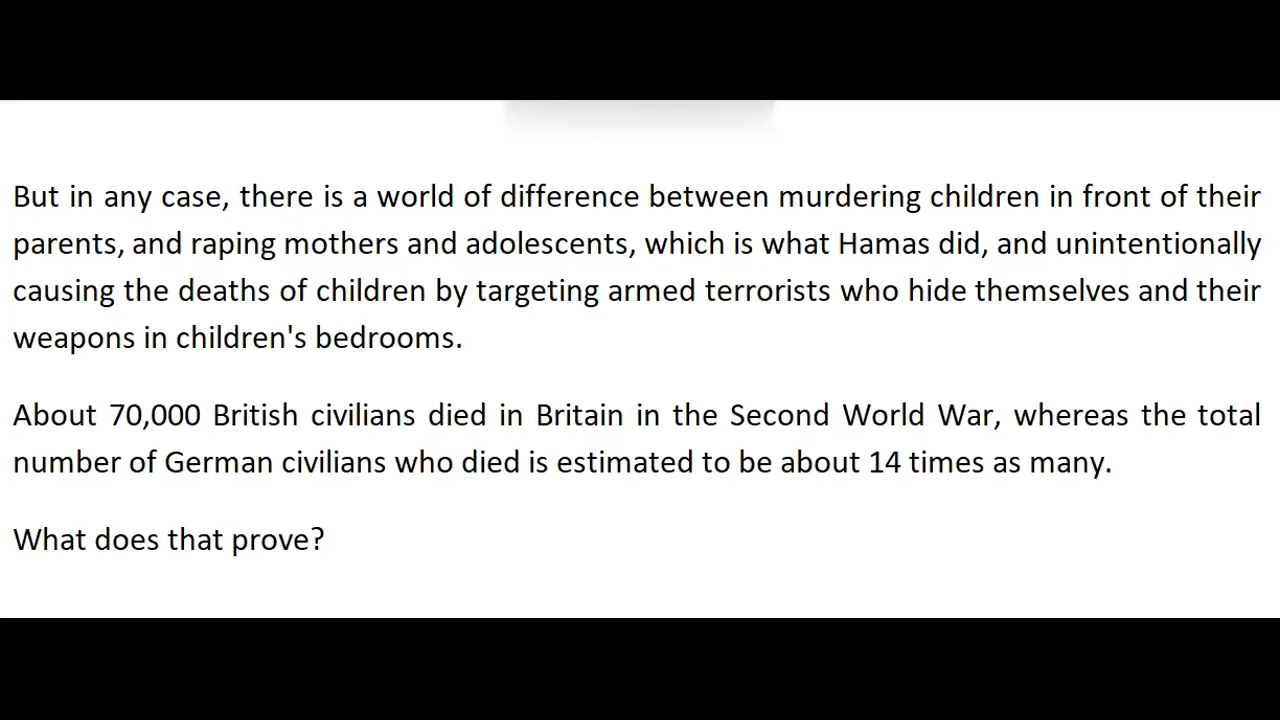 But in any case, there is a world of difference between murdering children in front of their
parents, and raping mothers and adolescents, which is what Hamas did, and unintentionally
causing the deaths of children by targeting armed terrorists who hide themselves and their
weapons in children's bedrooms.
About 70,000 British civilians died in Britain in the Second World War, whereas the total
number of German civilians who died is estimated to be about 14 times as many.
What does that prove?